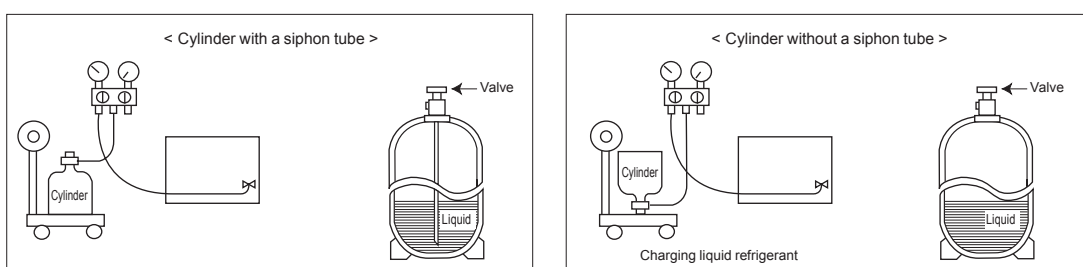 < Cylinder with a siphon tube >
Valve
Cylinder
Liquid
< Cylinder without a siphon tube >
Valve
Cylinder
Liquid
Charging liquid refrigerant